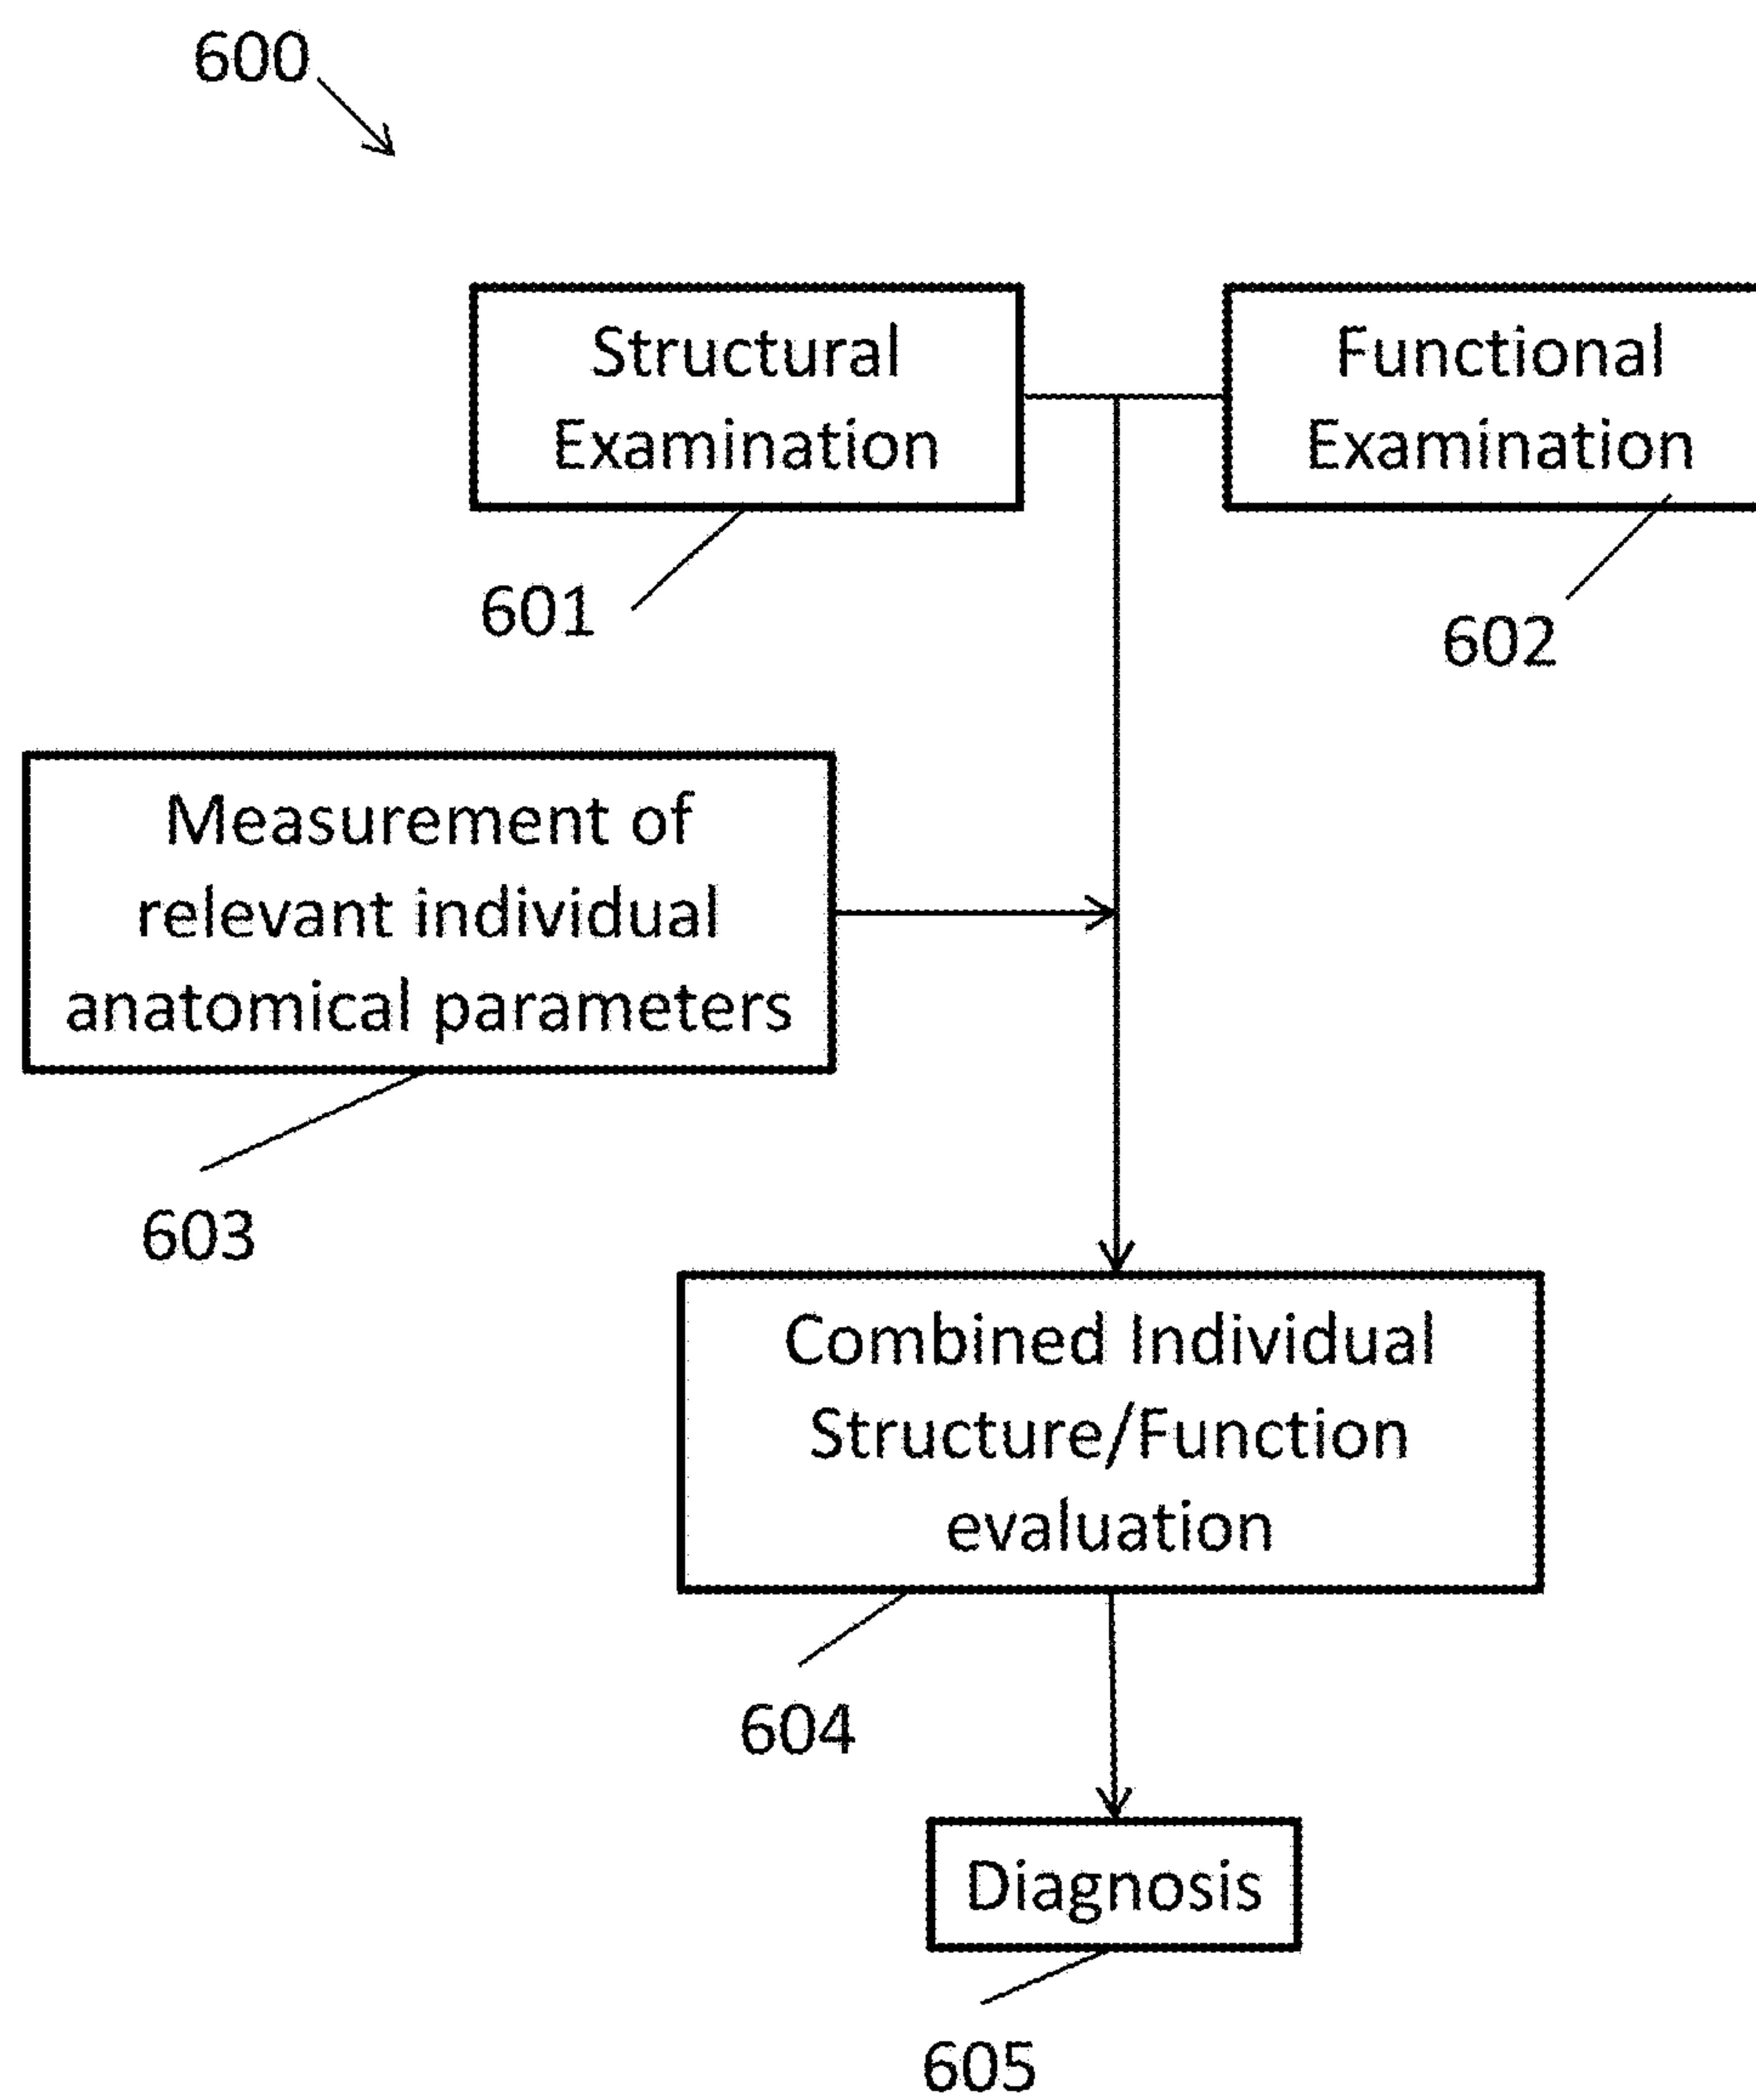 600
Structural
Examination
Functional
Examination
601
602
Measurement of
relevant individual
anatomical parameters
603
Combined Individual
Structure/Function
evaluation
604
Diagnosis
605